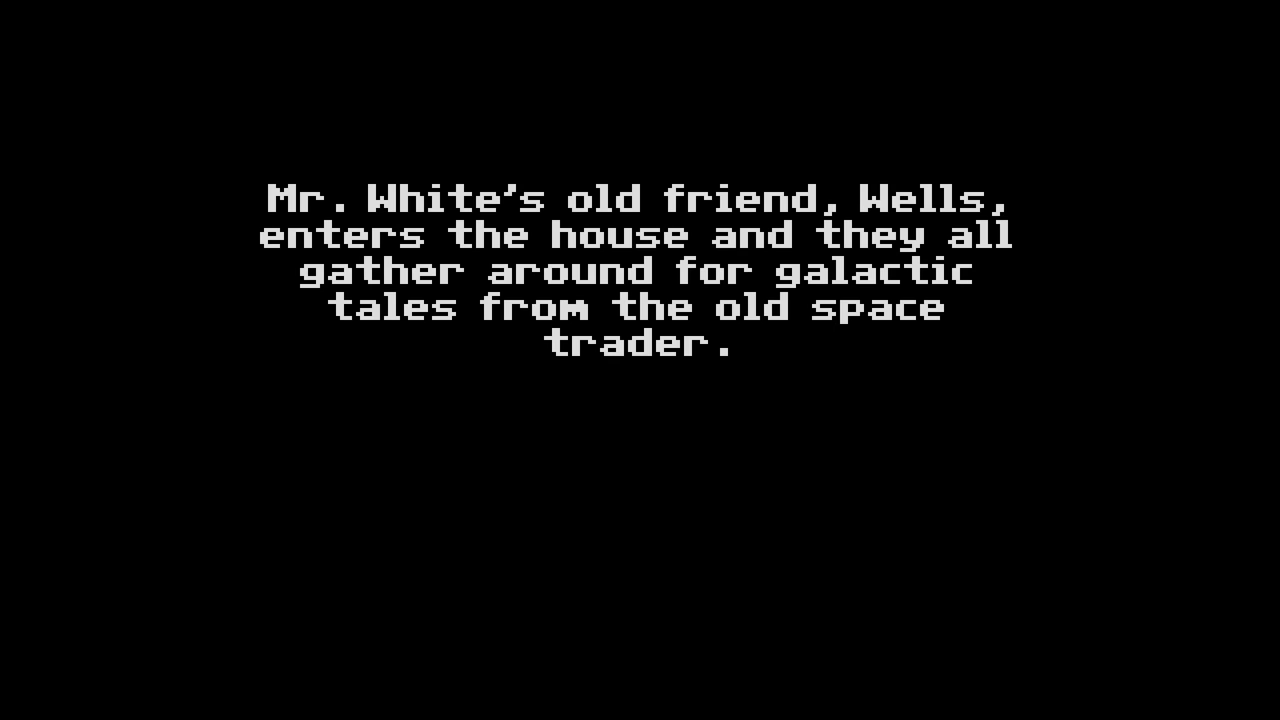 Mr. White's old friend, Wells,
enters the house and they all
gather around for galactic
tales from the old space
trader.